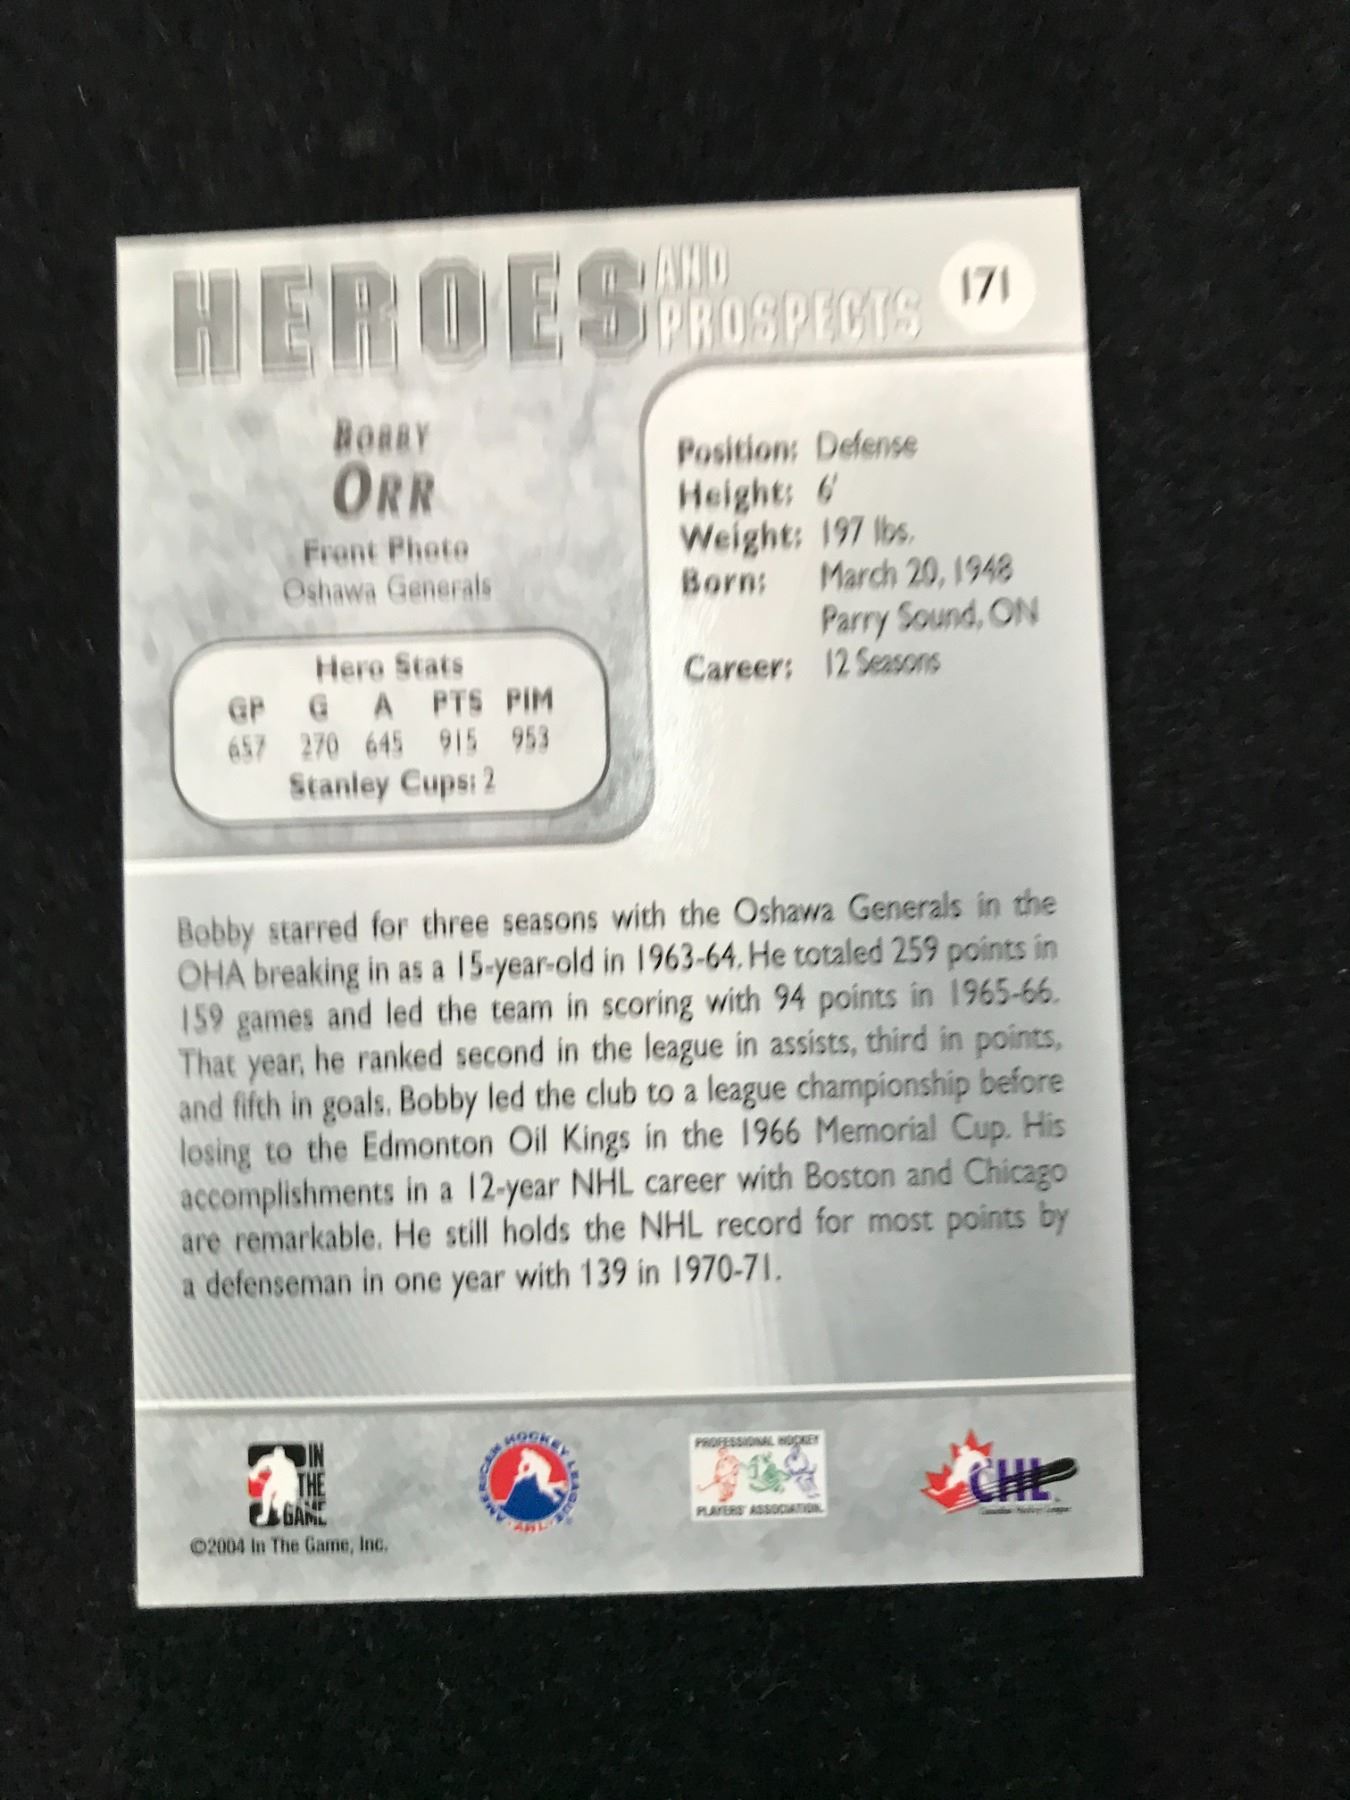 HEROES AND PROSPECTS
171
BOBBY
ORR
Front Photo
Oshawa Generals
Hero Stats
GP G A PTS PIM
657 270 645 915 953
Stanley Cups: 2
Position: Defense
Height: 6'
Weight: 197 lbs.
Born: March 20, 1948
Parry Sound, ON
Career: 12 Seasons
Bobby starred for three seasons with the Oshawa Generals in the
OHA breaking in as a 15-year-old in 1963-64. He totaled 259 points in
159 games and led the team in scoring with 94 points in 1965-66.
That year, he ranked second in the league in assists, third in points,
and fifth in goals. Bobby led the club to a league championship before
losing to the Edmonton Oil Kings in the 1966 Memorial Cup. His
accomplishments in a 12-year NHL career with Boston and Chicago
are remarkable. He still holds the NHL record for most points by
a defenseman in one year with 139 in 1970-71.
IN
THE
GAME
©2004 In The Game, Inc.
AMERICAN HOCKEY LEAGUE
AHL
PROFESSIONAL HOCKEY
PLAYERS' ASSOCIATION
CHL
Canadian Hockey League